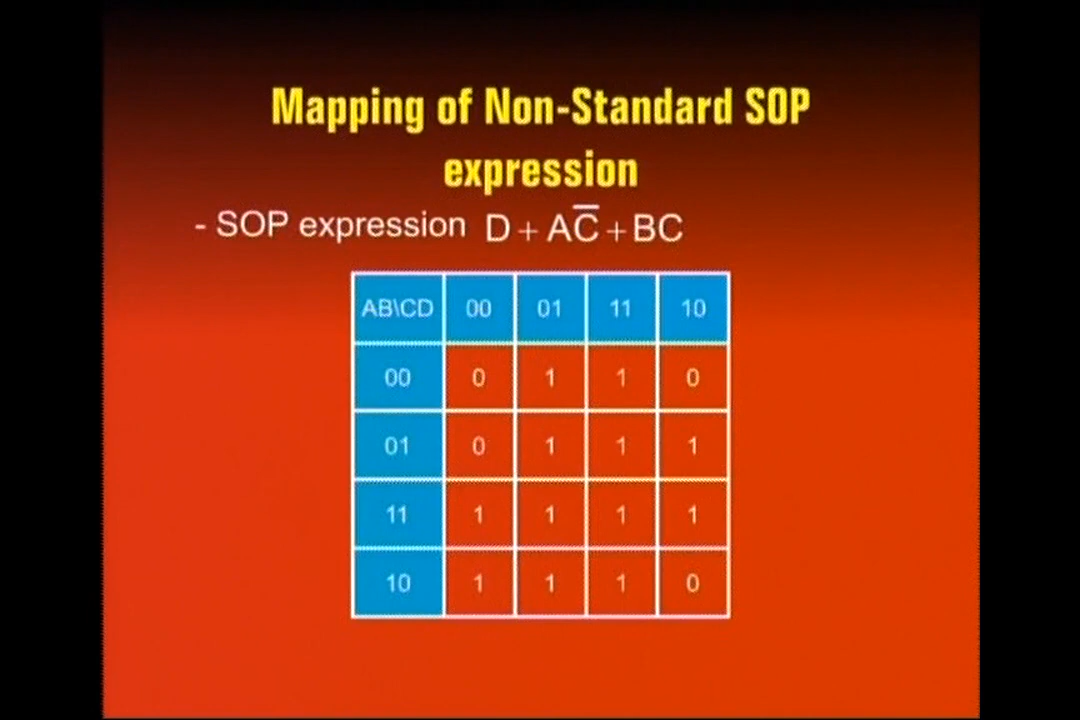 Mapping of Non-Standard SOP
expression
- SOP expression D + AC̅ + BC
AB\CD 00 01 11 10
00 0 1 1 0
01 0 1 1 1
11 1 1 1 1
10 1 1 1 0